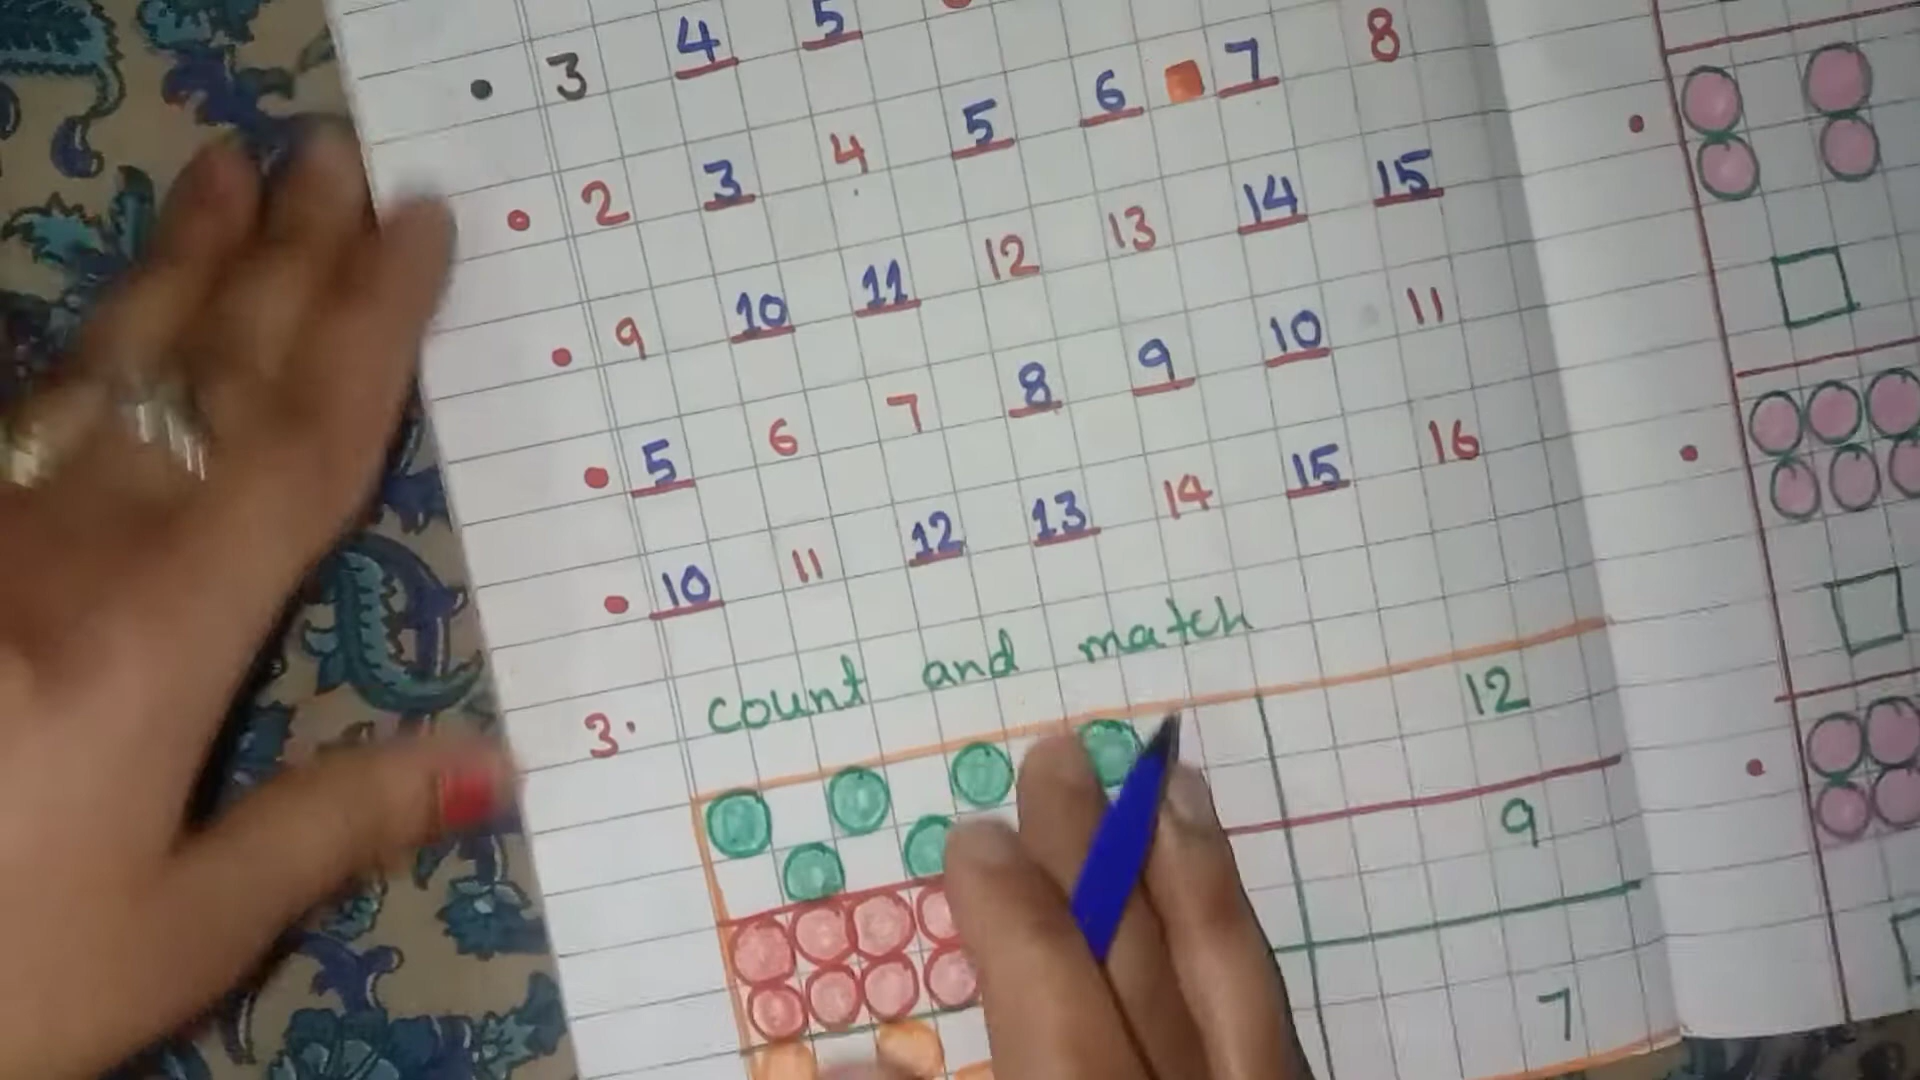 3 4 5
2 3 4 5 6 7 8
9 10 11 12 13 14 15
5 6 7 8 9 10 11
10 11 12 13 14 15 16
3. count and match
12
9
7